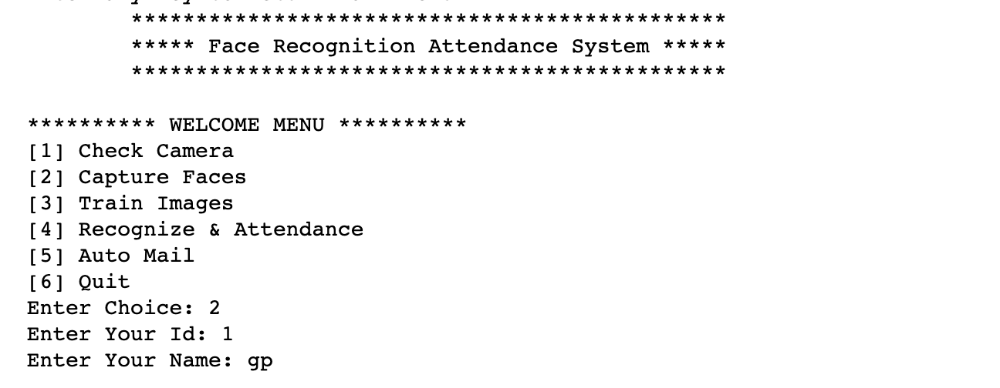 **********************************************
***** Face Recognition Attendance System *****
**********************************************
********** WELCOME MENU **********
[1] Check Camera
[2] Capture Faces
[3] Train Images
[4] Recognize & Attendance
[5] Auto Mail
[6] Quit
Enter Choice: 2
Enter Your Id: 1
Enter Your Name: gp